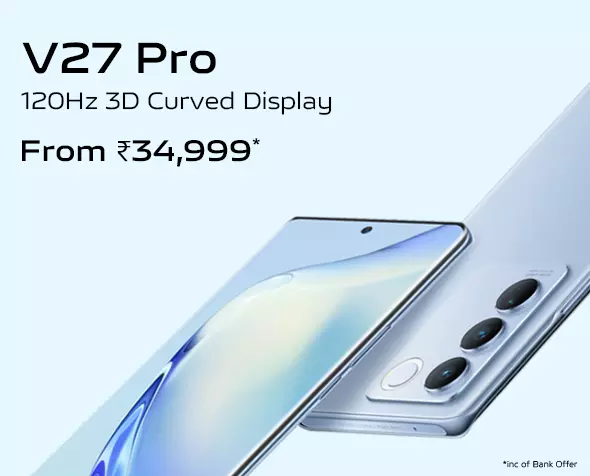 V27 Pro
120Hz 3D Curved Display
From ₹34,999*
*inc of Bank Offer